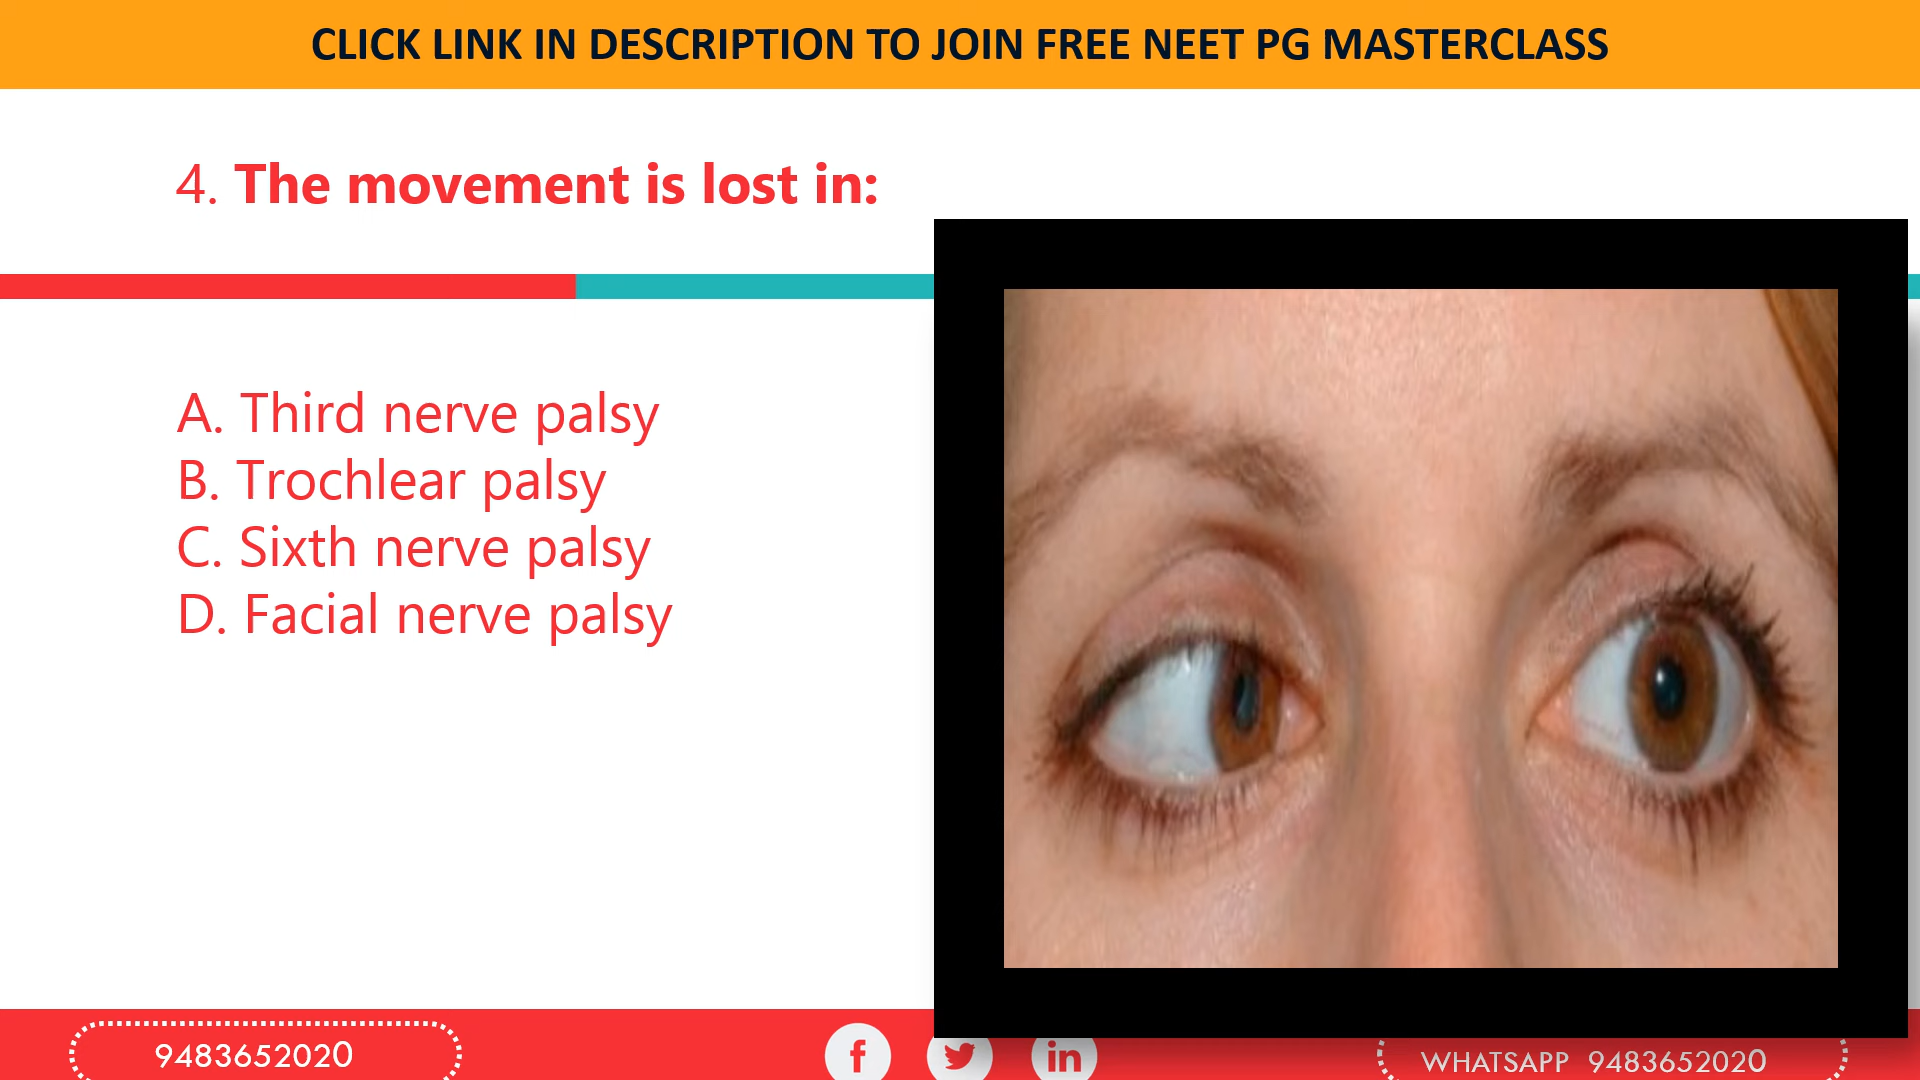 CLICK LINK IN DESCRIPTION TO JOIN FREE NEET PG MASTERCLASS
4. The movement is lost in:
A. Third nerve palsy
B. Trochlear palsy
C. Sixth nerve palsy
D. Facial nerve palsy
9483652020
f
in
WHATSAPP 9483652020